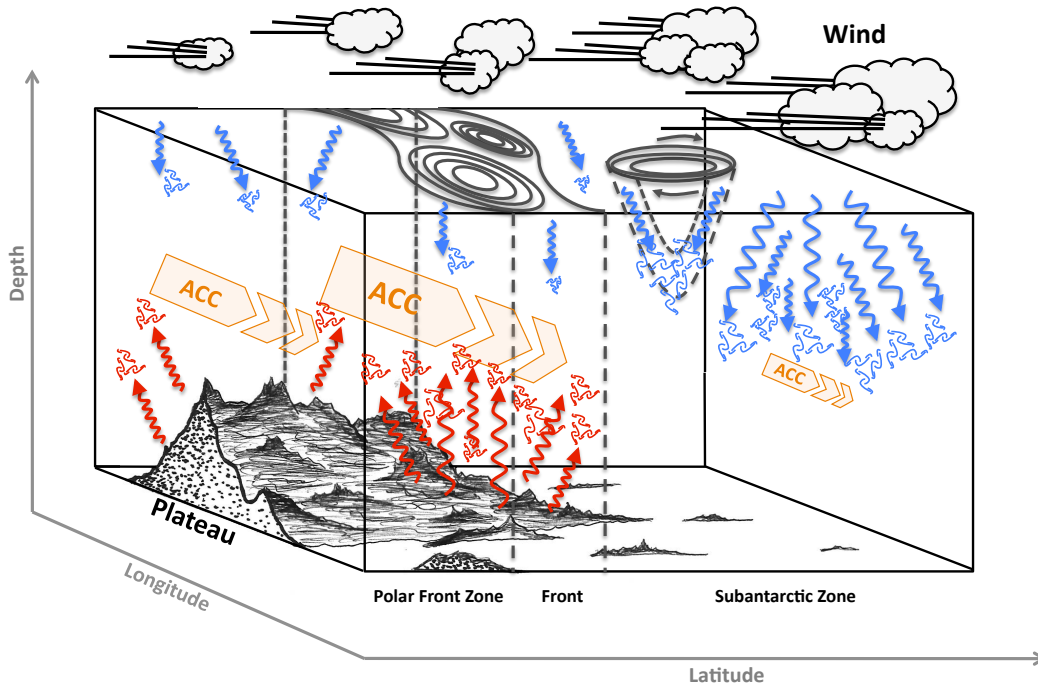 Wind
Depth
ACC
ACC
ACC
Plateau
Longitude
Polar Front Zone
Front
Subantarctic Zone
Latitude